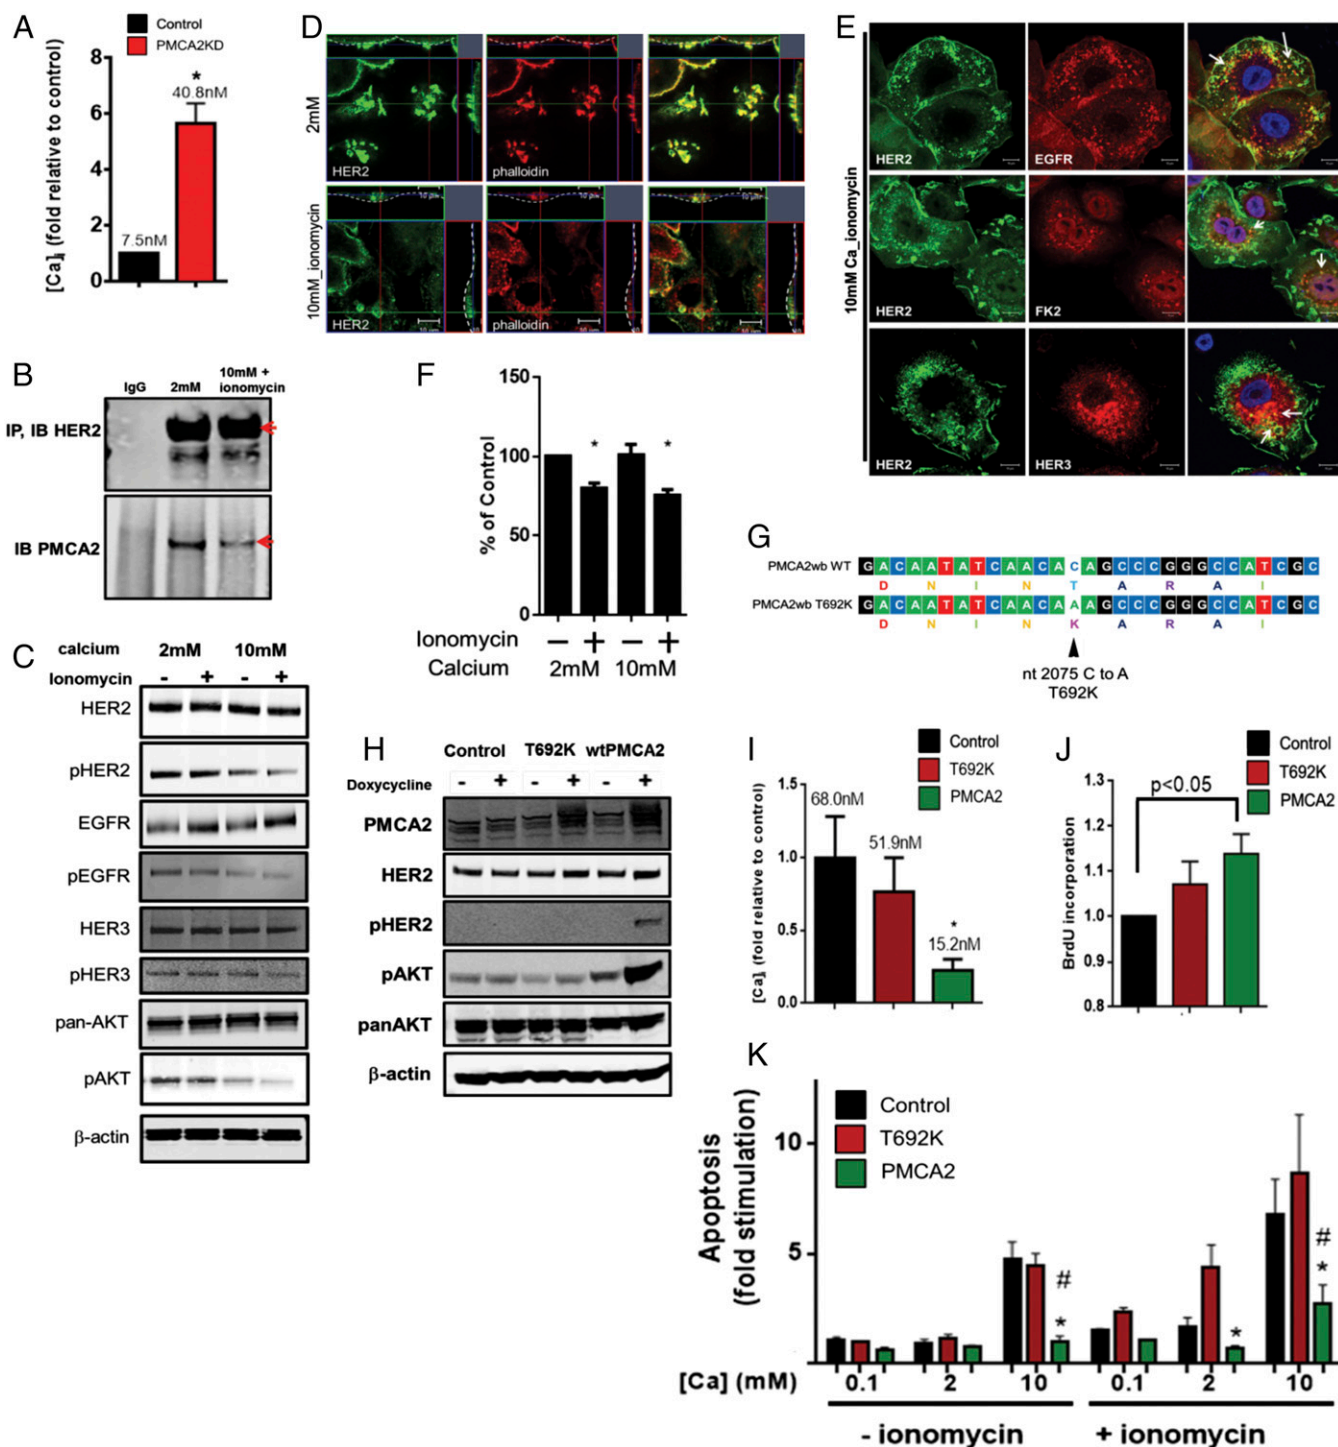 A
Control
PMCA2KD
[Ca]i (fold relative to control)
8
6
4
2
0
*
40.8nM
7.5nM
B
IgG
2mM
10mM +
ionomycin
IP, IB HER2
IB PMCA2
C
calcium
2mM
10mM
Ionomycin
- + - +
HER2
pHER2
EGFR
pEGFR
HER3
pHER3
pan-AKT
pAKT
β-actin
D
2mM
HER2
phalloidin
10mM_ionomycin
HER2
phalloidin
E
10mM Ca_ionomycin
HER2
EGFR
HER2
FK2
HER2
HER3
F
% of Control
150
100
50
0
*
*
Ionomycin − + − +
Calcium 2mM 10mM
G
PMCA2wb WT
GACAATATCAACACAGCCCGGGCCATCGC
D N I N T A R A I
PMCA2wb T692K
GACAATATCAACAAAGCCCGGGCCATCGC
D N I N K A R A I
nt 2075 C to A
T692K
H
Control
T692K
wtPMCA2
Doxycycline
- + - + - +
PMCA2
HER2
pHER2
pAKT
panAKT
β-actin
I
Control
T692K
PMCA2
[Ca]i (fold relative to control)
1.5
1.0
0.5
0.0
68.0nM
51.9nM
*
15.2nM
J
Control
T692K
PMCA2
BrdU incorporation
1.3
1.2
1.1
1.0
0.9
0.8
p<0.05
K
Control
T692K
PMCA2
Apoptosis
(fold stimulation)
10
5
#
*
*
#
*
[Ca] (mM)
0.1 2 10 0.1 2 10
- ionomycin
+ ionomycin